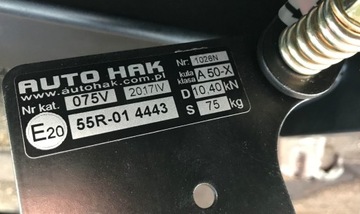 AUTO HAK
www.autohak.com.pl
Nr kat. 075V 2017IV
E20 55R-01 4443
Nr: 1026N
kula klasa A 50-X
D 10,40 kN
S 75 kg